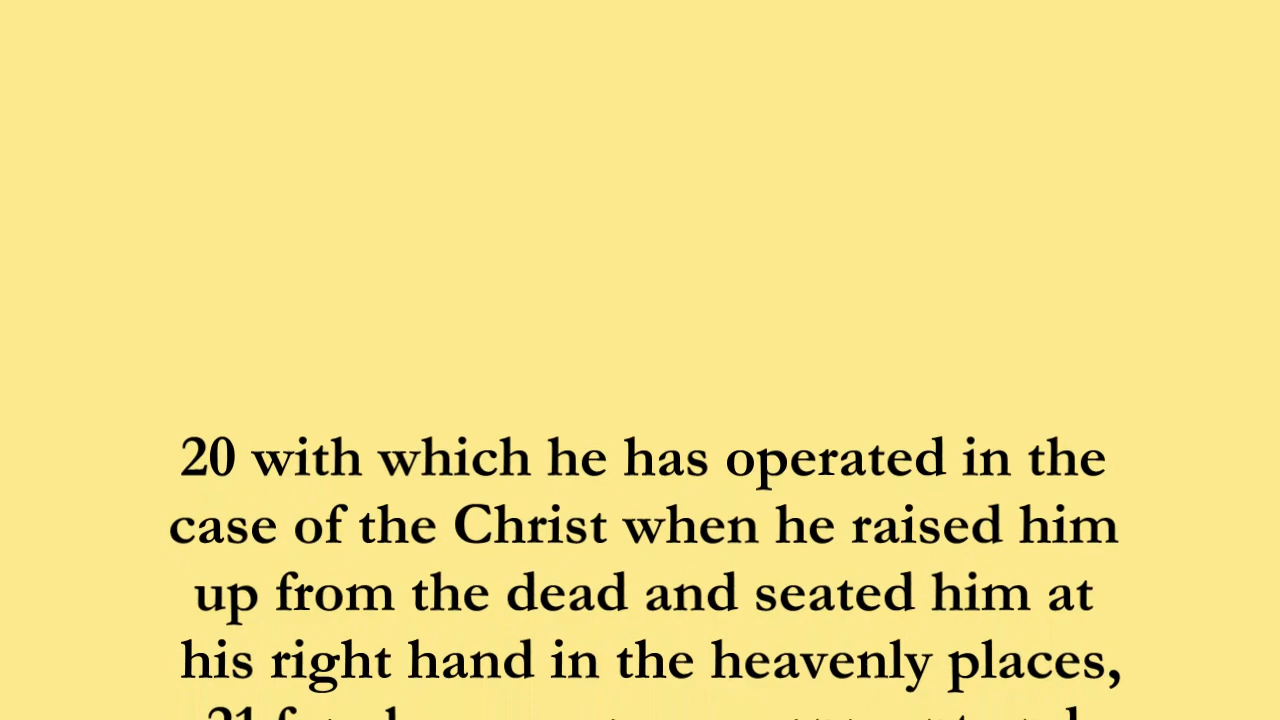 20 with which he has operated in the
case of the Christ when he raised him
up from the dead and seated him at
his right hand in the heavenly places,
21